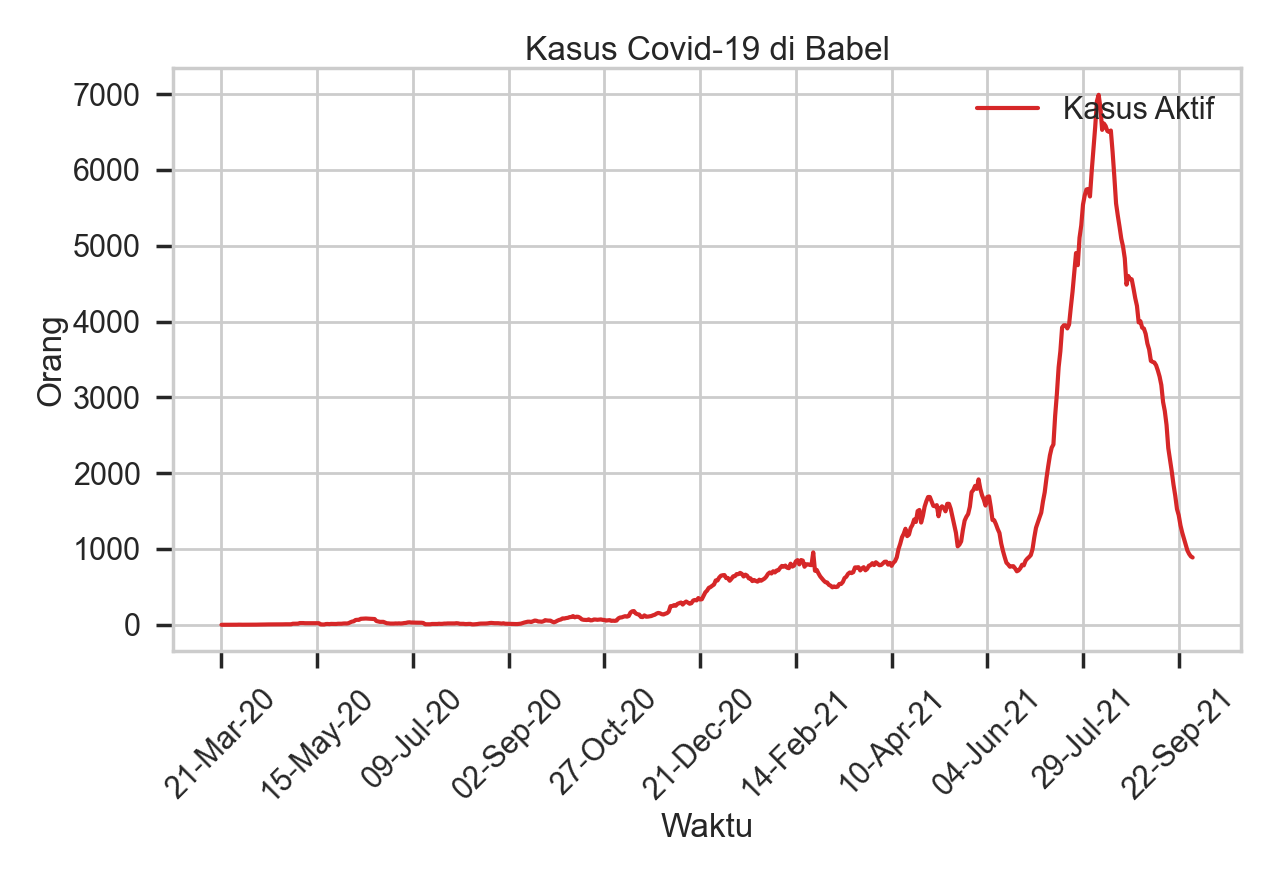 Kasus Covid-19 di Babel
Kasus Aktif
7000
6000
5000
4000
3000
2000
1000
0
Orang
21-Mar-20
15-May-20
09-Jul-20
02-Sep-20
27-Oct-20
21-Dec-20
14-Feb-21
10-Apr-21
04-Jun-21
29-Jul-21
22-Sep-21
Waktu